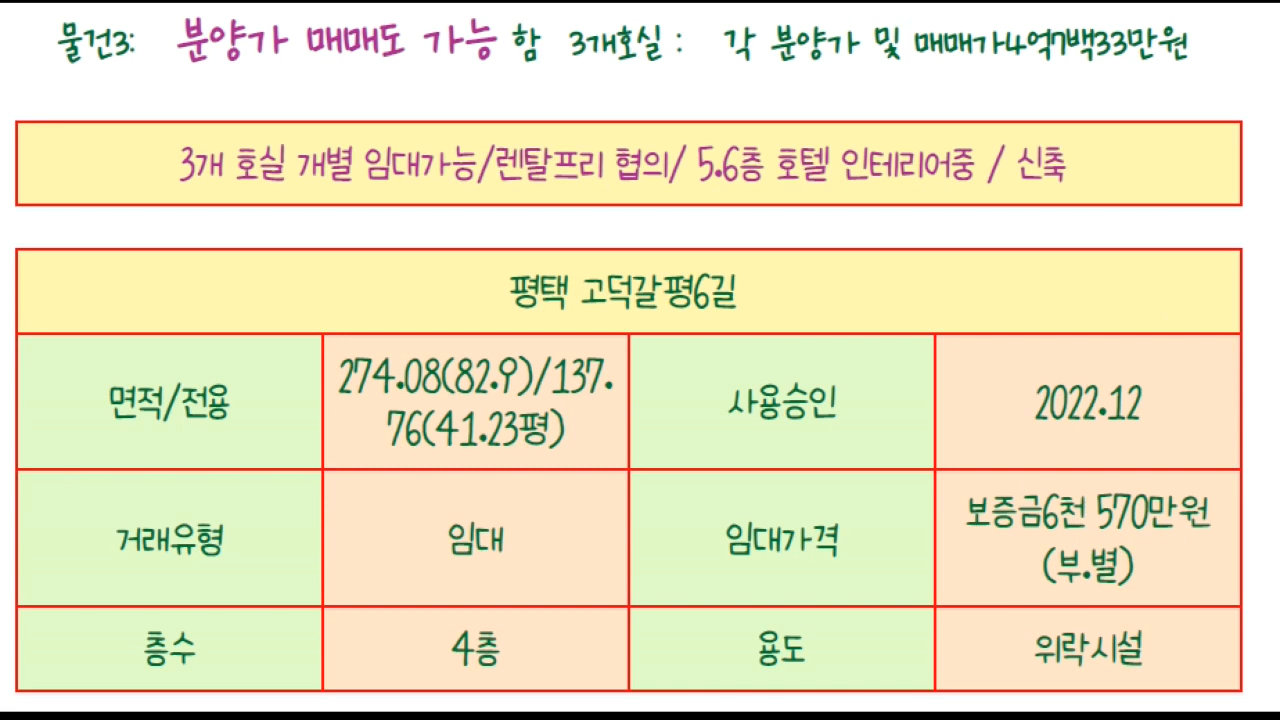 물건3: 분양가 매매도 가능 함 3개호실 : 각 분양가 및 매매가4억7백33만원
3개 호실 개별 임대가능/렌탈프리 협의/ 5.6층 호텔 인테리어중 / 신축
평택 고덕갈평6길
면적/전용
274.08(82.9)/137.
76(41.23평)
사용승인
2022.12
거래유형
임대
임대가격
보증금6천 570만원
(부.별)
층수
4층
용도
위락시설